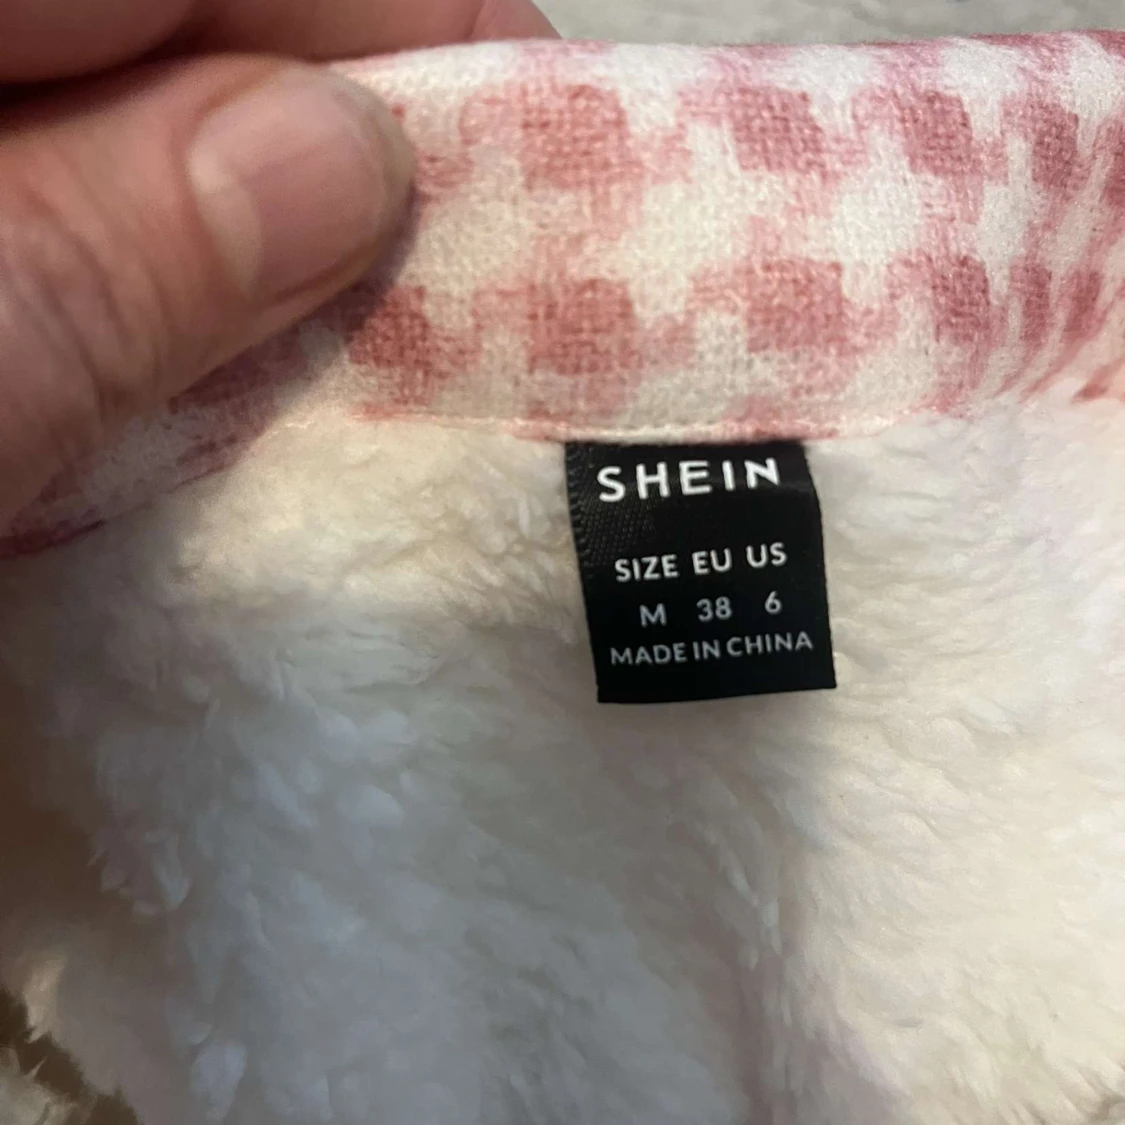 SHEIN
SIZE EU US
M 38 6
MADE IN CHINA